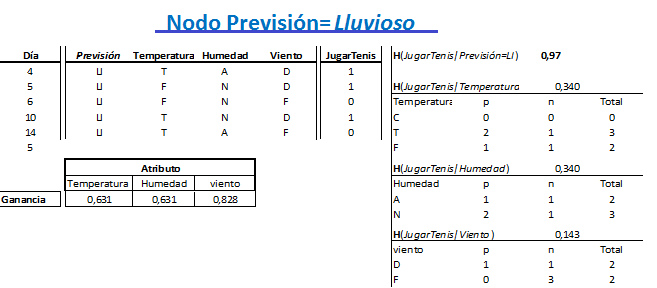 Nodo Previsión= Lluvioso
Día Previsión Temperatura Humedad Viento JugarTenis
4 Ll T A D 1
5 Ll F N D 1
6 Ll F N F 0
10 Ll T N D 1
14 Ll T A F 0
5
Atributo
Temperatura Humedad viento
Ganancia 0,631 0,631 0,828
H(JugarTenis/Previsión=Ll) 0,97
H(JugarTenis/Temperatura 0,340
Temperatura p n Total
C 0 0 0
T 2 1 3
F 1 1 2
H(JugarTenis/Humedad) 0,340
Humedad p n Total
A 1 1 2
N 2 1 3
H(JugarTenis/Viento) 0,143
viento p n Total
D 1 1 2
F 0 3 2